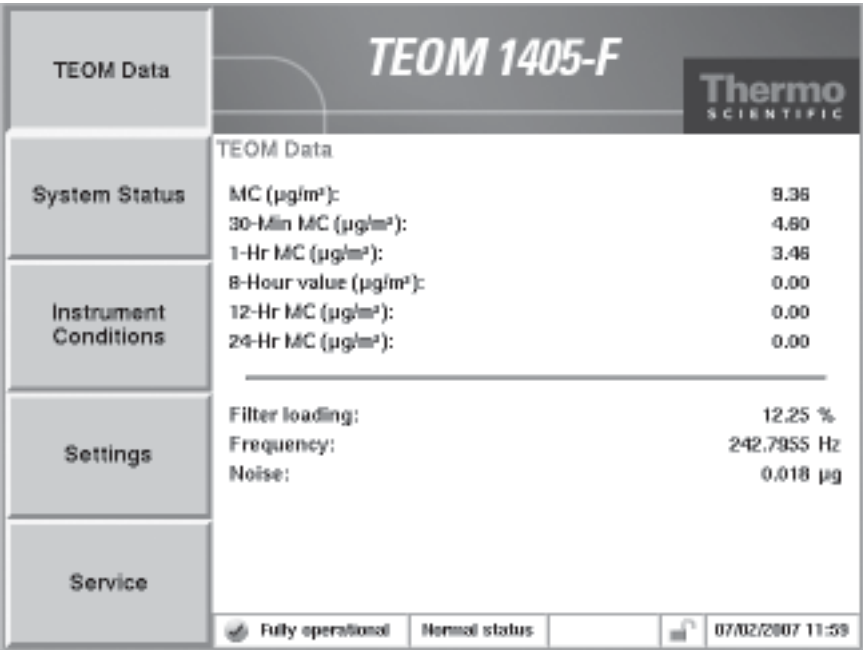 TEOM Data
TEOM 1405-F
Thermo
SCIENTIFIC
TEOM Data
System Status
MC (µg/m³): 9.36
30-Min MC (µg/m³): 4.60
1-Hr MC (µg/m³): 3.46
8-Hour value (µg/m³): 0.00
Instrument
Conditions
12-Hr MC (µg/m³): 0.00
24-Hr MC (µg/m³): 0.00
Filter loading: 12.25 %
Settings
Frequency: 242.7955 Hz
Noise: 0.018 µg
Service
Fully operational
Normal status
07/02/2007 11:59